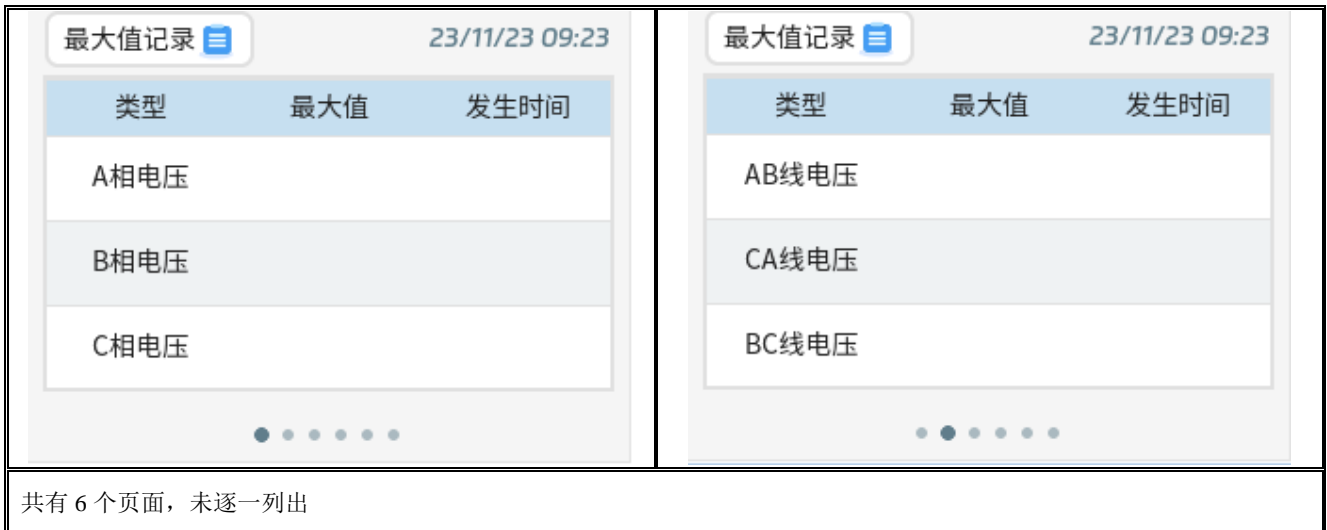 最大值记录 23/11/23 09:23
类型 最大值 发生时间
A相电压
B相电压
C相电压
最大值记录 23/11/23 09:23
类型 最大值 发生时间
AB线电压
CA线电压
BC线电压
共有 6 个页面，未逐一列出